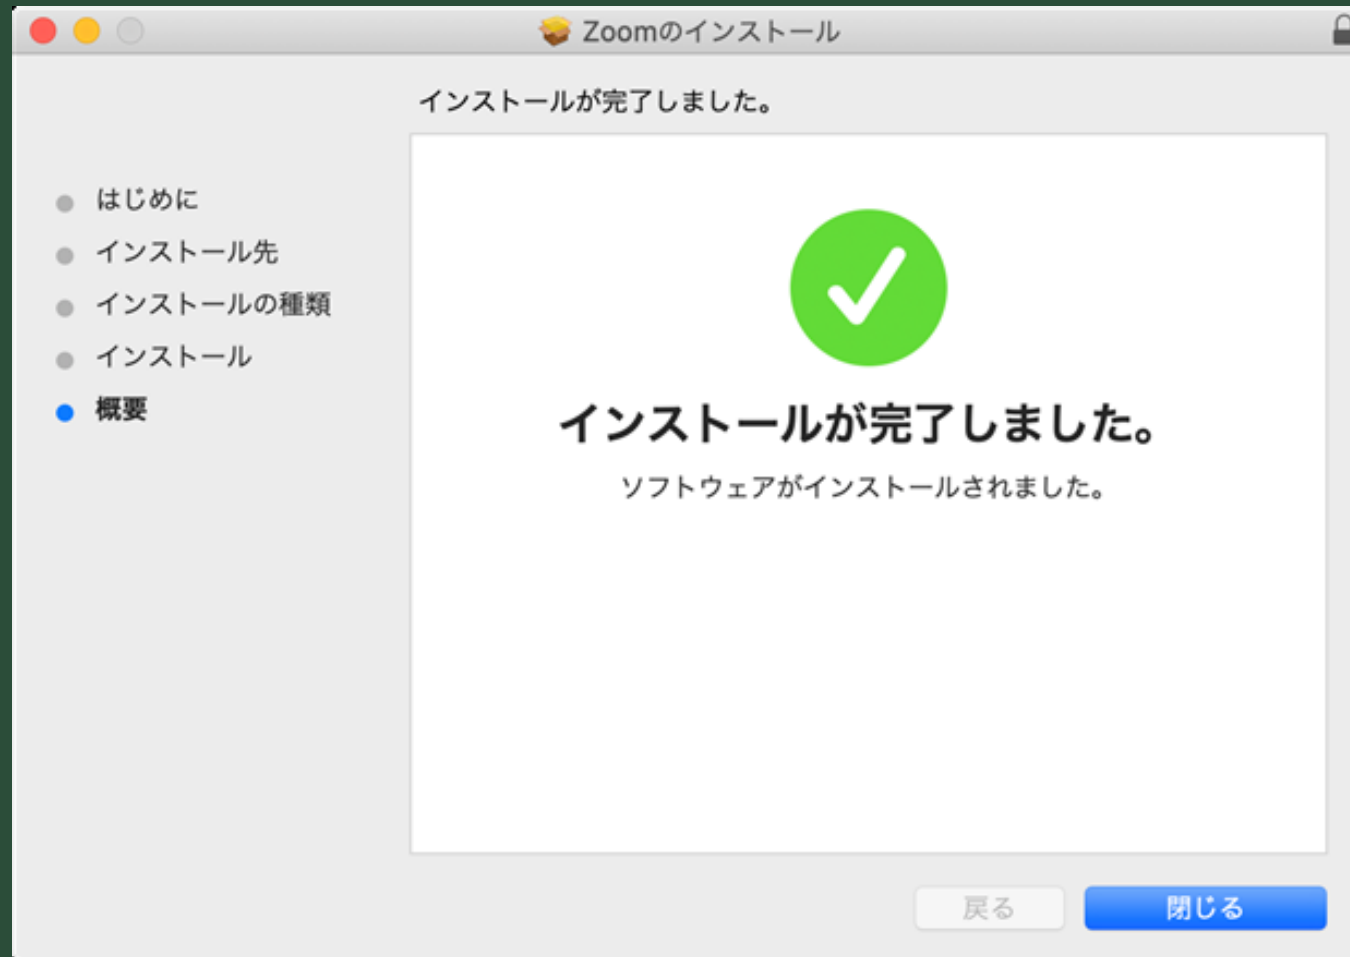 Zoomのインストール
インストールが完了しました。
はじめに
インストール先
インストールの種類
インストール
概要
インストールが完了しました。
ソフトウェアがインストールされました。
戻る
閉じる